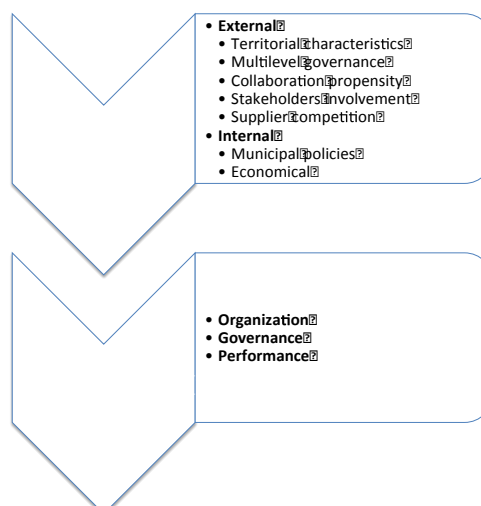 • External
• Territorial characteristics
• Multilevel governance
• Collaboration propensity
• Stakeholders involvement
• Supplier competition
• Internal
• Municipal policies
• Economical
• Organization
• Governance
• Performance